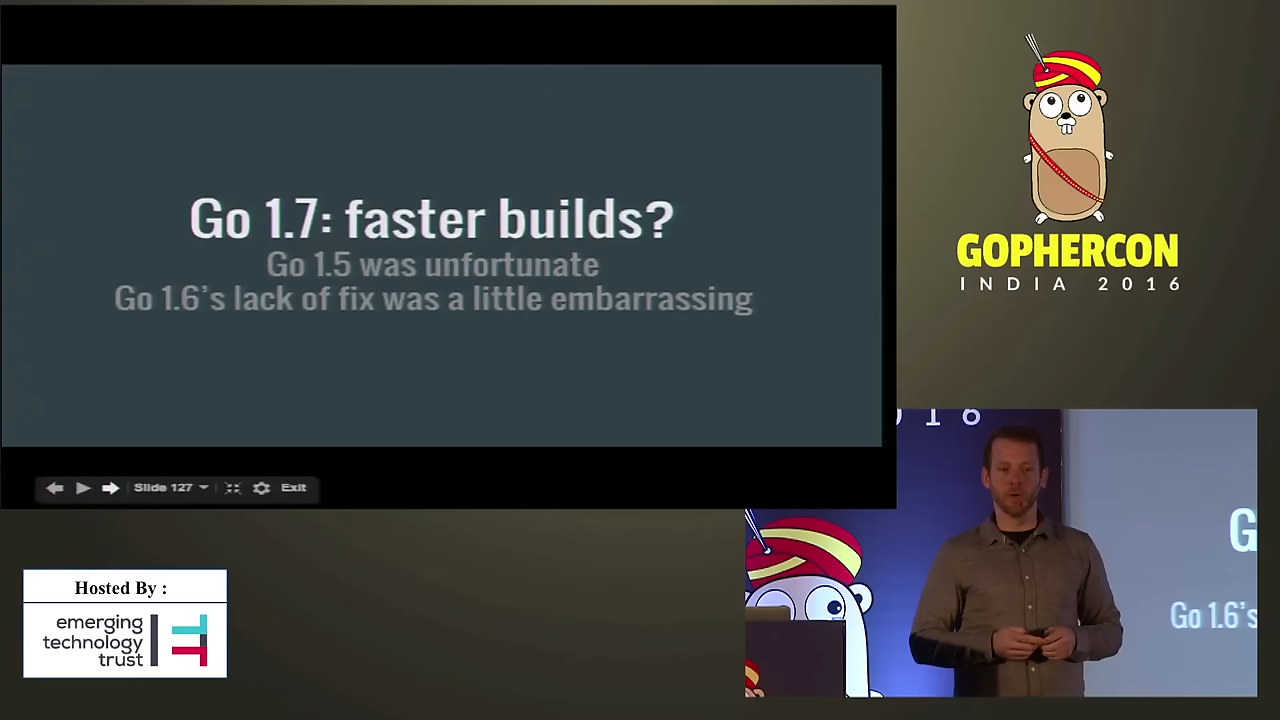 Go 1.7: faster builds?
Go 1.5 was unfortunate
Go 1.6's lack of fix was a little embarrassing
Slide 127
Exit
GOPHERCON
INDIA 2016
Hosted By :
emerging
technology
trust
016
G
Go 1.6's